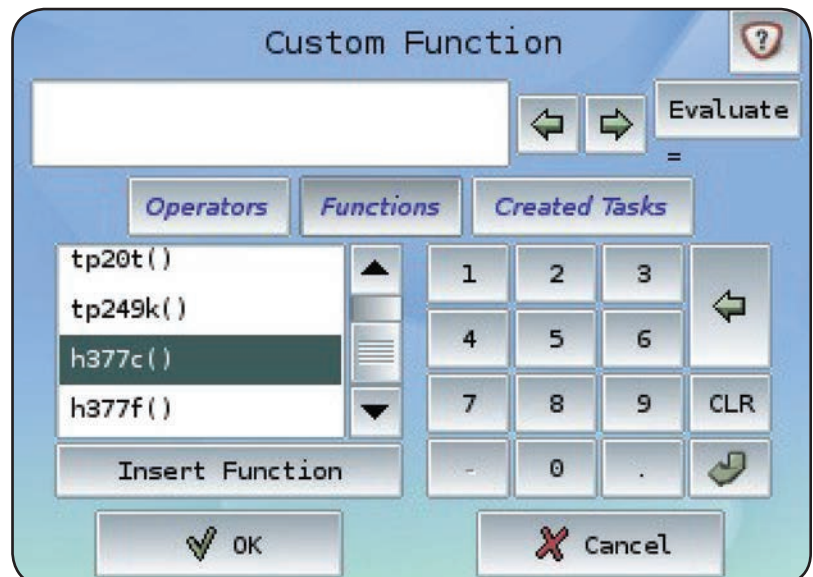 Custom Function
?
Evaluate
=
Operators Functions Created Tasks
tp20t()
tp249k()
h377c()
h377f()
1 2 3
4 5 6
7 8 9 CLR
- 0 .
Insert Function
OK Cancel